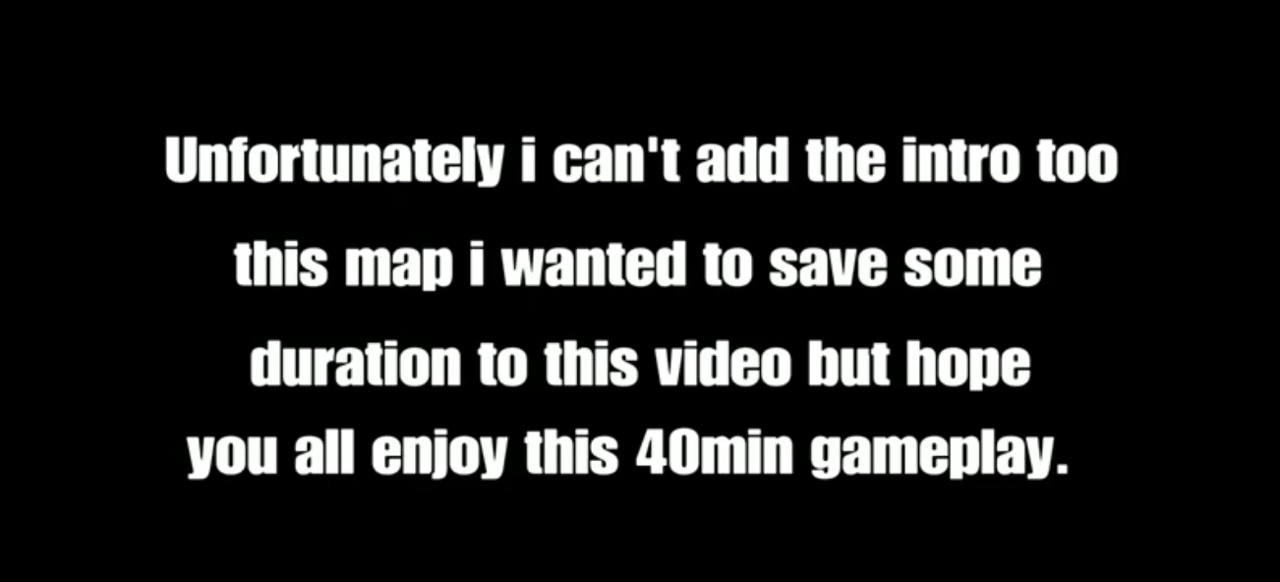 Unfortunately i can't add the intro too
this map i wanted to save some
duration to this video but hope
you all enjoy this 40min gameplay.